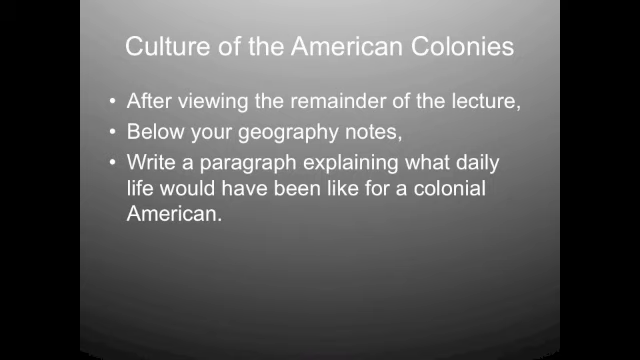 Culture of the American Colonies
• After viewing the remainder of the lecture,
• Below your geography notes,
• Write a paragraph explaining what daily
life would have been like for a colonial
American.